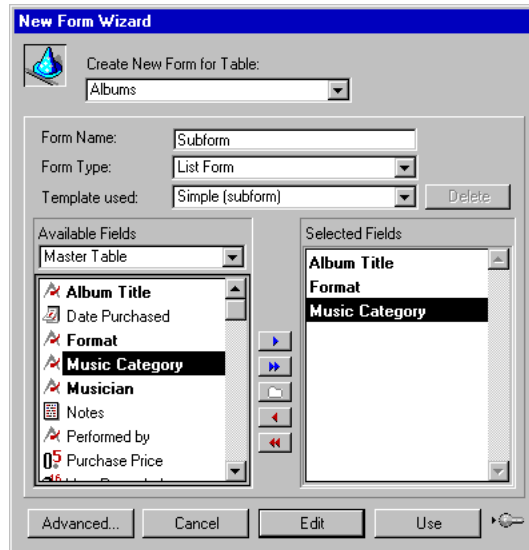 New Form Wizard
Create New Form for Table:
Albums
Form Name: Subform
Form Type: List Form
Template used: Simple (subform) Delete
Available Fields
Master Table
Album Title
Date Purchased
Format
Music Category
Musician
Notes
Performed by
Purchase Price
Selected Fields
Album Title
Format
Music Category
Advanced... Cancel Edit Use